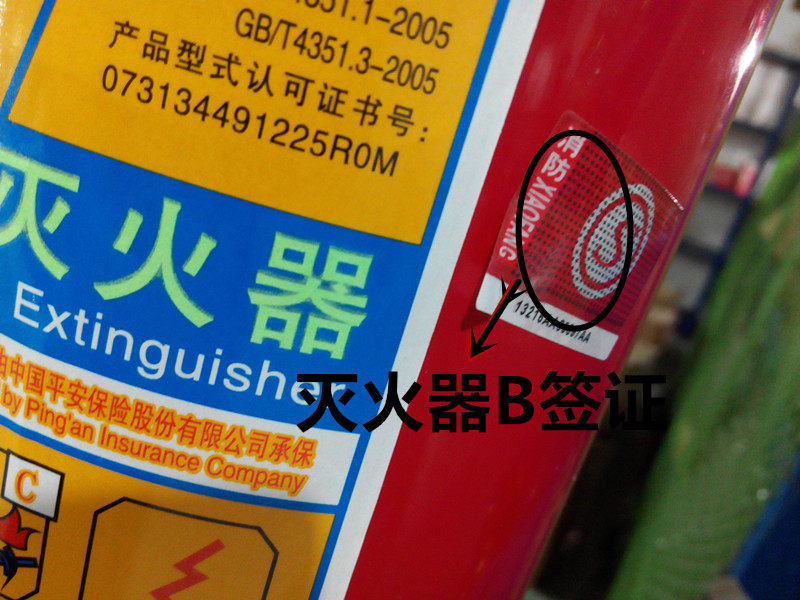 GB/T4351.3-2005
产品型式认可证书号:
073134491225R0M
灭火器
Extinguisher
由中国平安保险股份有限公司承保
by Ping'an Insurance Company
C
消防 XIAOFANG
灭火器B签证